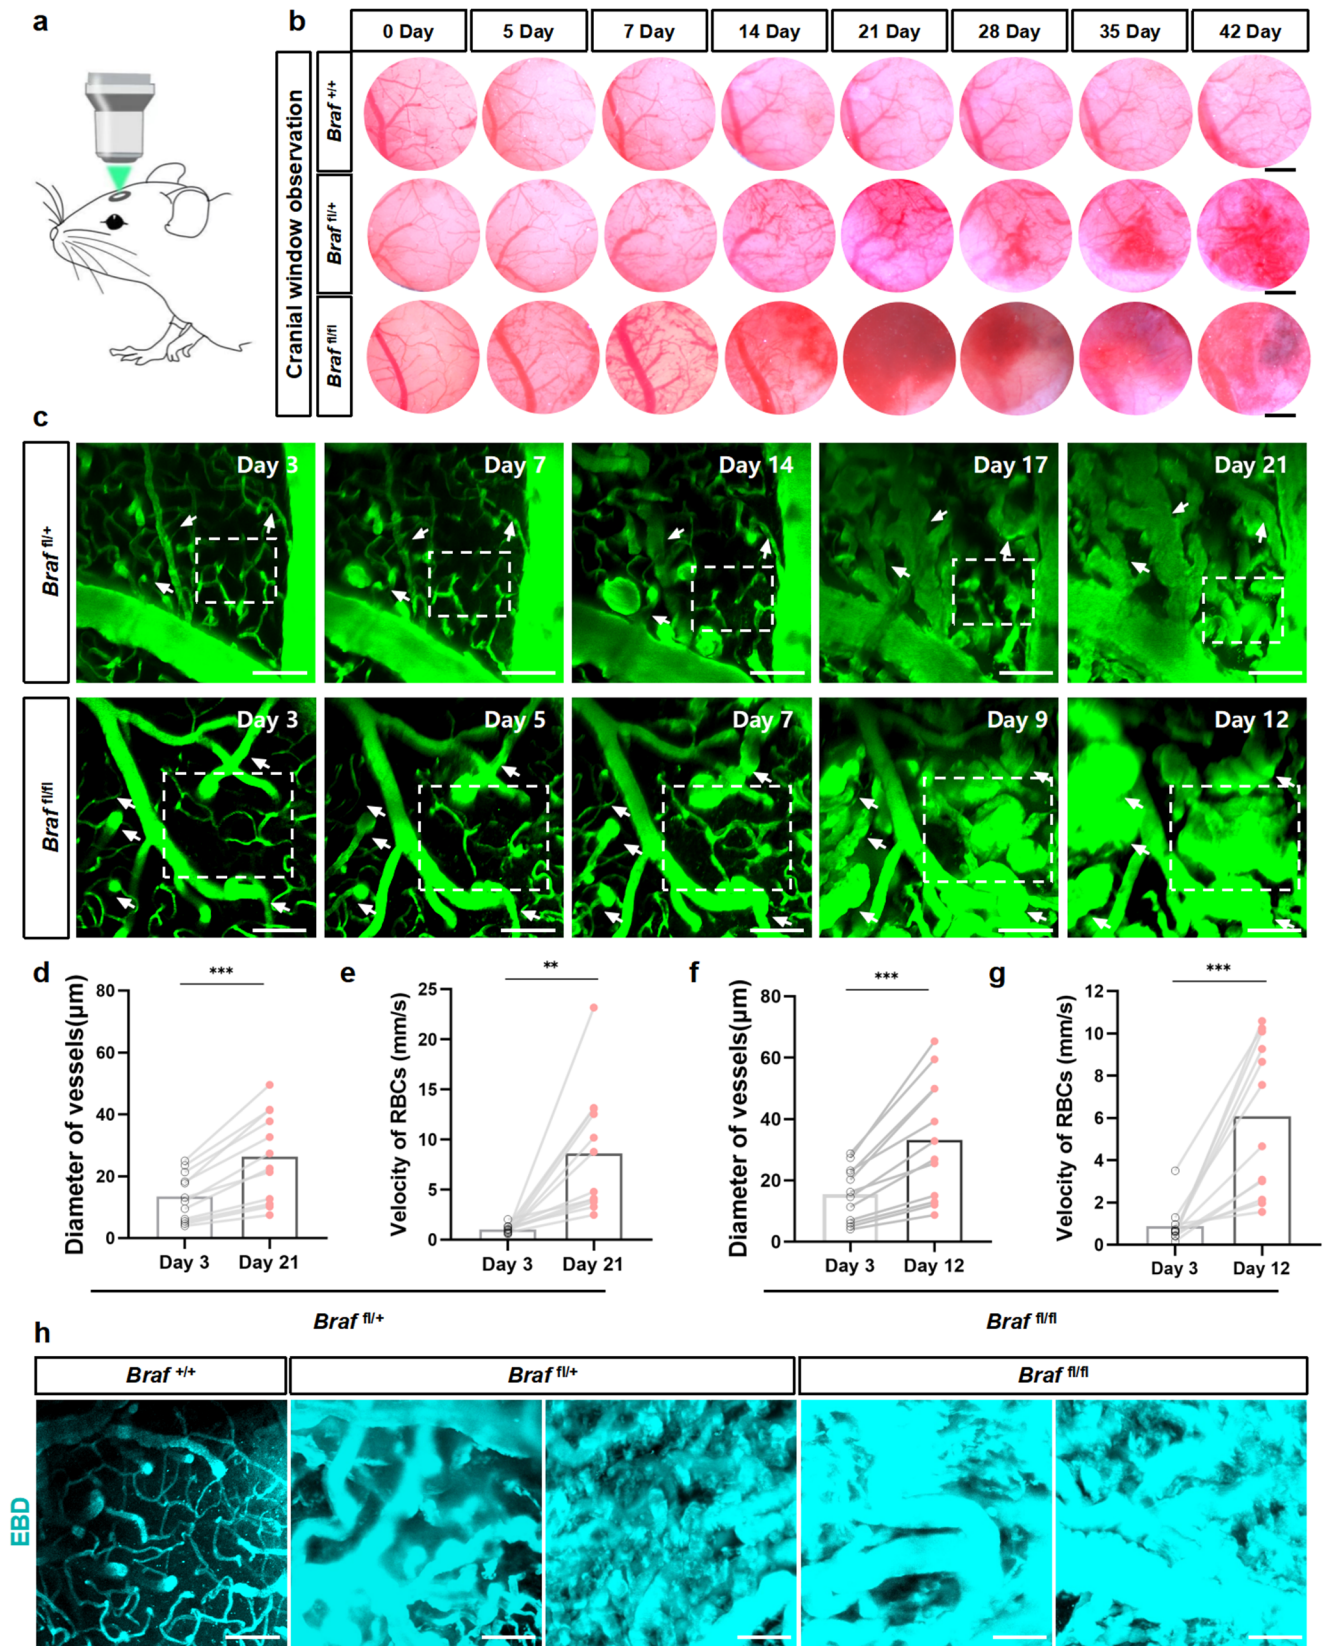 a
b
0 Day 5 Day 7 Day 14 Day 21 Day 28 Day 35 Day 42 Day
Cranial window observation
Braf +/+
Braf fl/+
Braf fl/fl
c
Braf fl/+
Day 3 Day 7 Day 14 Day 17 Day 21
Braf fl/fl
Day 3 Day 5 Day 7 Day 9 Day 12
d
Diameter of vessels(μm)
80
60
40
20
0
***
Day 3 Day 21
e
Velocity of RBCs (mm/s)
25
20
15
10
5
0
**
Day 3 Day 21
Braf fl/+
f
Diameter of vessels(μm)
80
60
40
20
0
***
Day 3 Day 12
g
Velocity of RBCs (mm/s)
12
10
8
6
4
2
0
***
Day 3 Day 12
Braf fl/fl
h
Braf +/+ Braf fl/+ Braf fl/fl
EBD